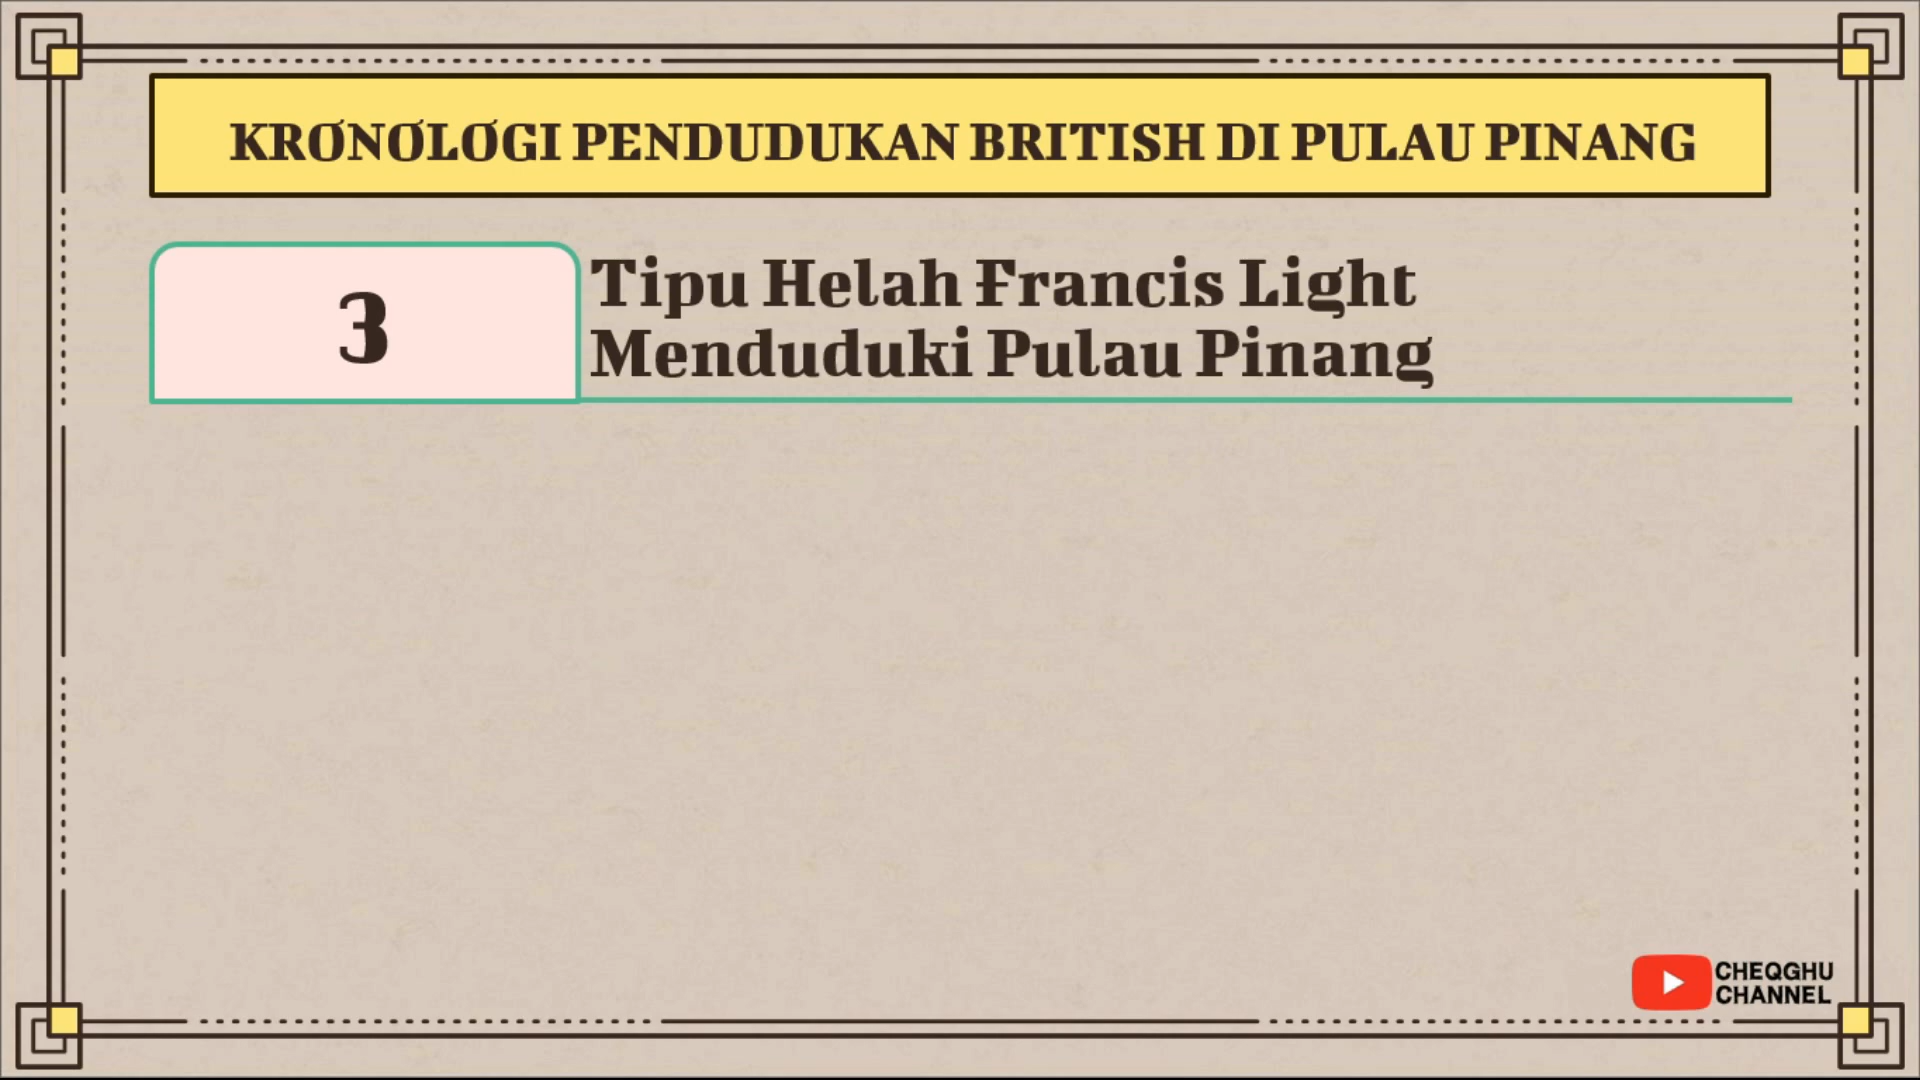 KRONOLOGI PENDUDUKAN BRITISH DI PULAU PINANG
3
Tipu Helah Francis Light
Menduduki Pulau Pinang
CHEQGHU
CHANNEL